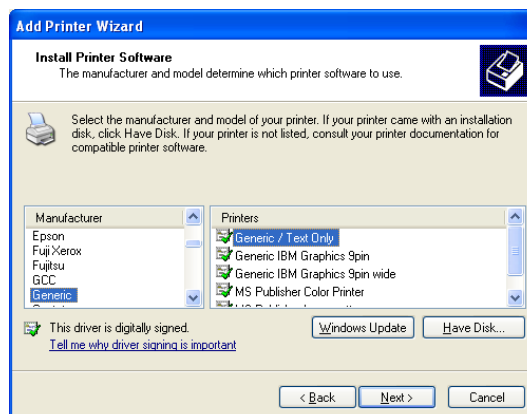 Add Printer Wizard
Install Printer Software
The manufacturer and model determine which printer software to use.
Select the manufacturer and model of your printer. If your printer came with an installation
disk, click Have Disk. If your printer is not listed, consult your printer documentation for
compatible printer software.
Manufacturer
Epson
Fuji Xerox
Fujitsu
GCC
Generic
Printers
Generic / Text Only
Generic IBM Graphics 9pin
Generic IBM Graphics 9pin wide
MS Publisher Color Printer
This driver is digitally signed.
Tell me why driver signing is important
Windows Update
Have Disk...
< Back
Next >
Cancel